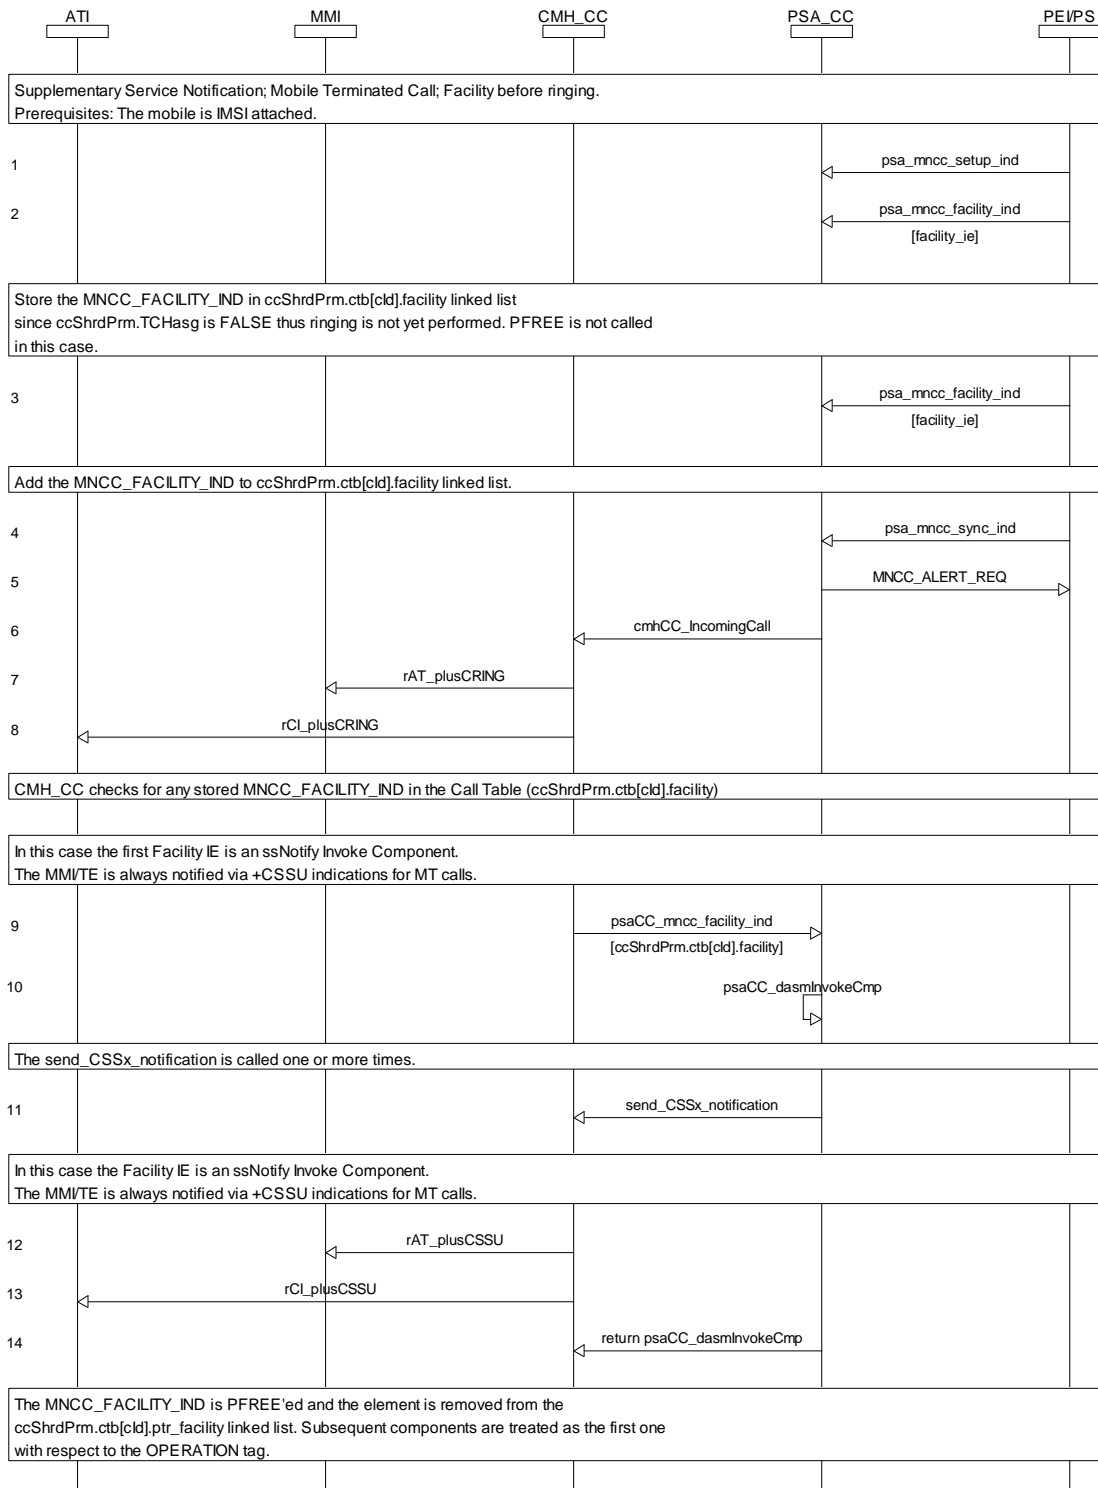 ATI MMI CMH_CC PSA_CC PEI/PS
Supplementary Service Notification; Mobile Terminated Call; Facility before ringing.
Prerequisites: The mobile is IMSI attached.
1 psa_mncc_setup_ind
2 psa_mncc_facility_ind
[facility_ie]
Store the MNCC_FACILITY_IND in ccShrdPrm.ctb[cId].facility linked list
since ccShrdPrm.TCHasg is FALSE thus ringing is not yet performed. PFREE is not called
in this case.
3 psa_mncc_facility_ind
[facility_ie]
Add the MNCC_FACILITY_IND to ccShrdPrm.ctb[cId].facility linked list.
4 psa_mncc_sync_ind
5 MNCC_ALERT_REQ
6 cmhCC_IncomingCall
7 rAT_plusCRING
8 rCI_plusCRING
CMH_CC checks for any stored MNCC_FACILITY_IND in the Call Table (ccShrdPrm.ctb[cId].facility)
In this case the first Facility IE is an ssNotify Invoke Component.
The MMI/TE is always notified via +CSSU indications for MT calls.
9 psaCC_mncc_facility_ind
[ccShrdPrm.ctb[cId].facility]
10 psaCC_dasmInvokeCmp
The send_CSSx_notification is called one or more times.
11 send_CSSx_notification
In this case the Facility IE is an ssNotify Invoke Component.
The MMI/TE is always notified via +CSSU indications for MT calls.
12 rAT_plusCSSU
13 rCI_plusCSSU
14 return psaCC_dasmInvokeCmp
The MNCC_FACILITY_IND is PFREE'ed and the element is removed from the
ccShrdPrm.ctb[cId].ptr_facility linked list. Subsequent components are treated as the first one
with respect to the OPERATION tag.